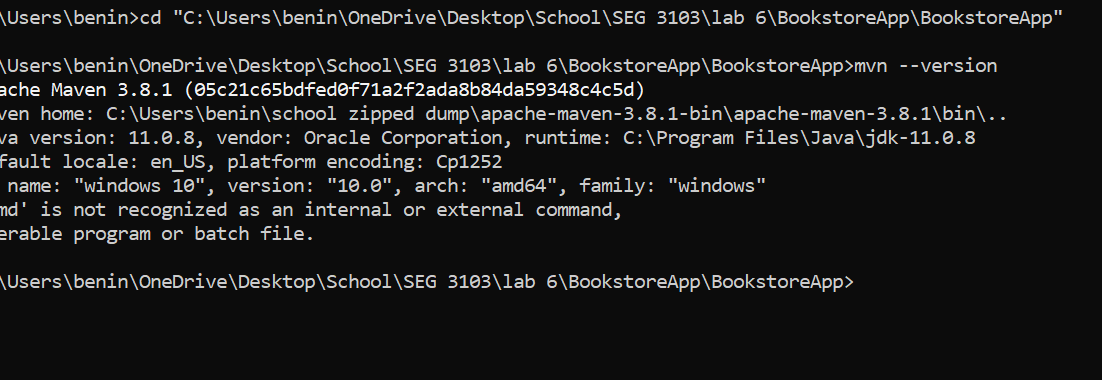 \Users\benin>cd "C:\Users\benin\OneDrive\Desktop\School\SEG 3103\lab 6\BookstoreApp\BookstoreApp"
\Users\benin\OneDrive\Desktop\School\SEG 3103\lab 6\BookstoreApp\BookstoreApp>mvn --version
ache Maven 3.8.1 (05c21c65bdfed0f71a2f2ada8b84da59348c4c5d)
ven home: C:\Users\benin\school zipped dump\apache-maven-3.8.1-bin\apache-maven-3.8.1\bin\..
va version: 11.0.8, vendor: Oracle Corporation, runtime: C:\Program Files\Java\jdk-11.0.8
fault locale: en_US, platform encoding: Cp1252
 name: "windows 10", version: "10.0", arch: "amd64", family: "windows"
md' is not recognized as an internal or external command,
erable program or batch file.
\Users\benin\OneDrive\Desktop\School\SEG 3103\lab 6\BookstoreApp\BookstoreApp>